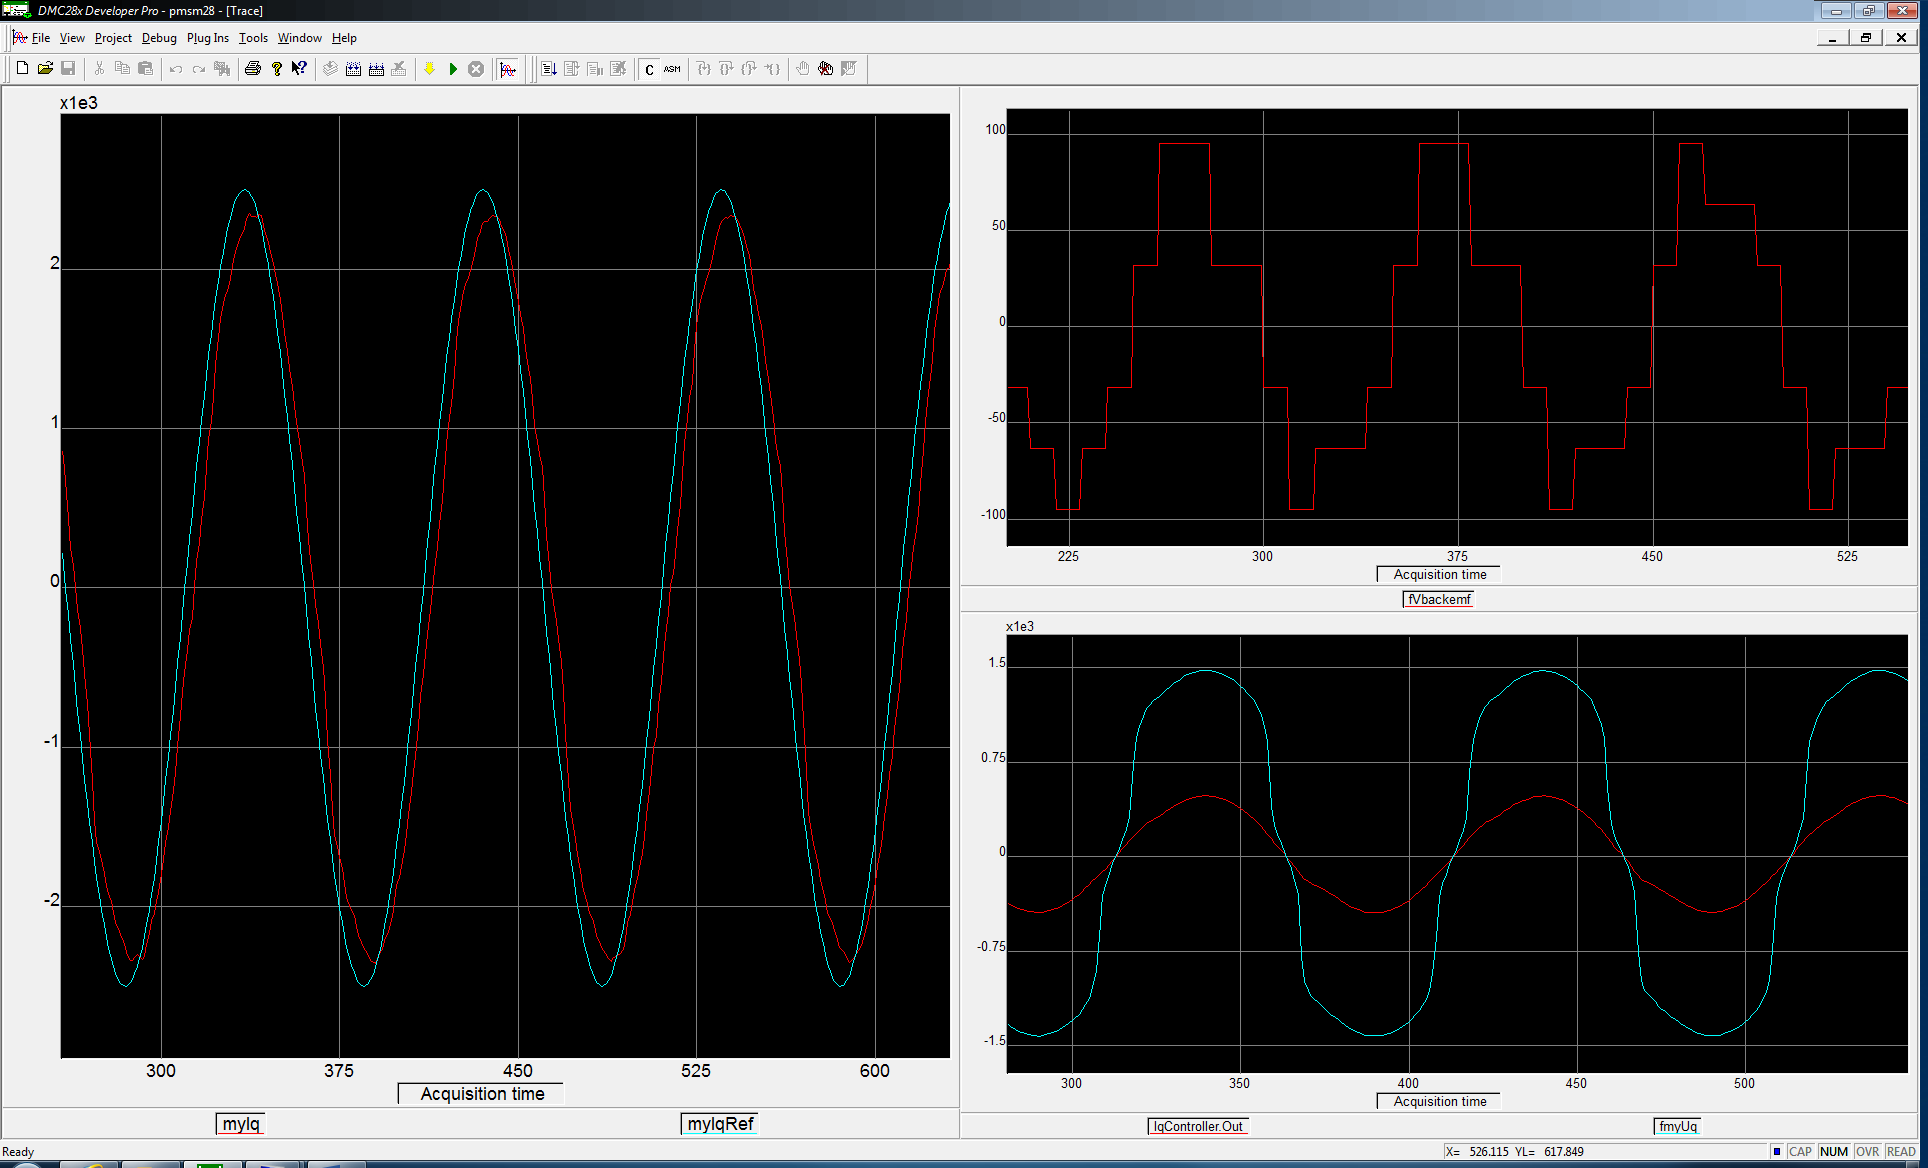 DMC28x Developer Pro - pmsm28 - [Trace]
File View Project Debug Plug Ins Tools Window Help
C ASM
x1e3
2
1
0
-1
-2
300 375 450 525 600
Acquisition time
myIq myIqRef
100
50
0
-50
-100
225 300 375 450 525
Acquisition time
fVbackemf
x1e3
1.5
0.75
0
-0.75
-1.5
300 350 400 450 500
Acquisition time
IqController.Out fmyUq
Ready X= 526.115 YL= 617.849 CAP NUM OVR READ